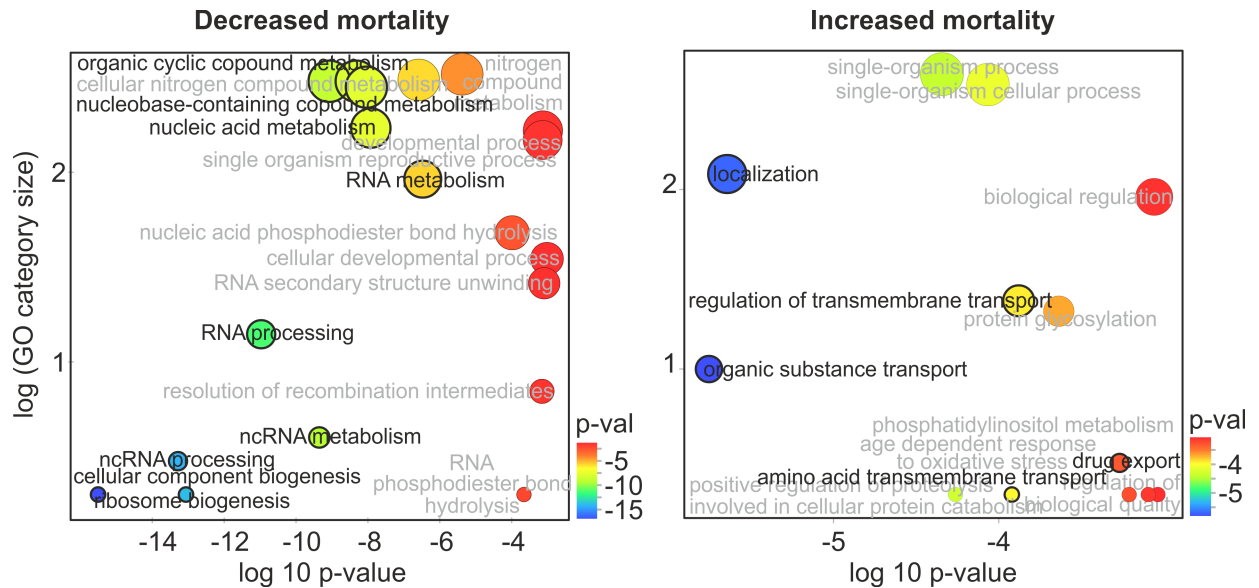 Decreased mortality
organic cyclic copound metabolism
nitrogen
cellular nitrogen compound metabolism
compound
nucleobase-containing copound metabolism
metabolism
nucleic acid metabolism
developmental process
single organism reproductive process
RNA metabolism
nucleic acid phosphodiester bond hydrolysis
cellular developmental process
RNA secondary structure unwinding
RNA processing
resolution of recombination intermediates
ncRNA metabolism
ncRNA processing
RNA
cellular component biogenesis
phosphodiester bond
ribosome biogenesis
hydrolysis
log (GO category size)
2
1
-14 -12 -10 -8 -6 -4
log 10 p-value
p-val
-5
-10
-15
Increased mortality
single-organism process
single-organism cellular process
localization
biological regulation
regulation of transmembrane transport
protein glycosylation
organic substance transport
phosphatidylinositol metabolism
age dependent response
to oxidative stress
drug export
amino acid transmembrane transport
positive regulation of proteolysis
regulation of
involved in cellular protein catabolism
biological quality
2
1
-5 -4
log 10 p-value
p-val
-4
-5